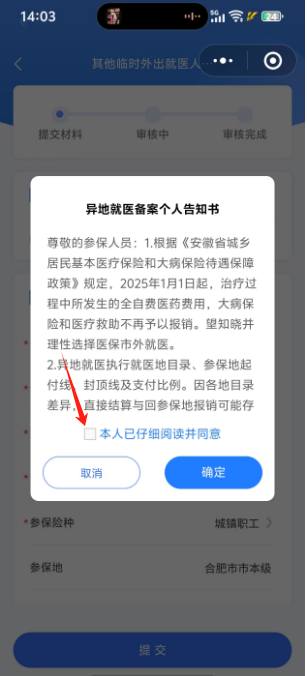 14:03
5G
24
其他临时外出就医人…
提交材料
审核中
审核完成
异地就医备案个人告知书
尊敬的参保人员：1.根据《安徽省城乡
居民基本医疗保险和大病保险待遇保障
政策》规定，2025年1月1日起，治疗过
程中所发生的全自费医药费用，大病保
险和医疗救助不再予以报销。望知晓并
理性选择医保市外就医。
2.异地就医执行就医地目录、参保地起
付线、封顶线及支付比例。因各地目录
差异，直接结算与回参保地报销可能存
本人已仔细阅读并同意
取消
确定
*参保险种
城镇职工
参保地
合肥市市本级
提 交